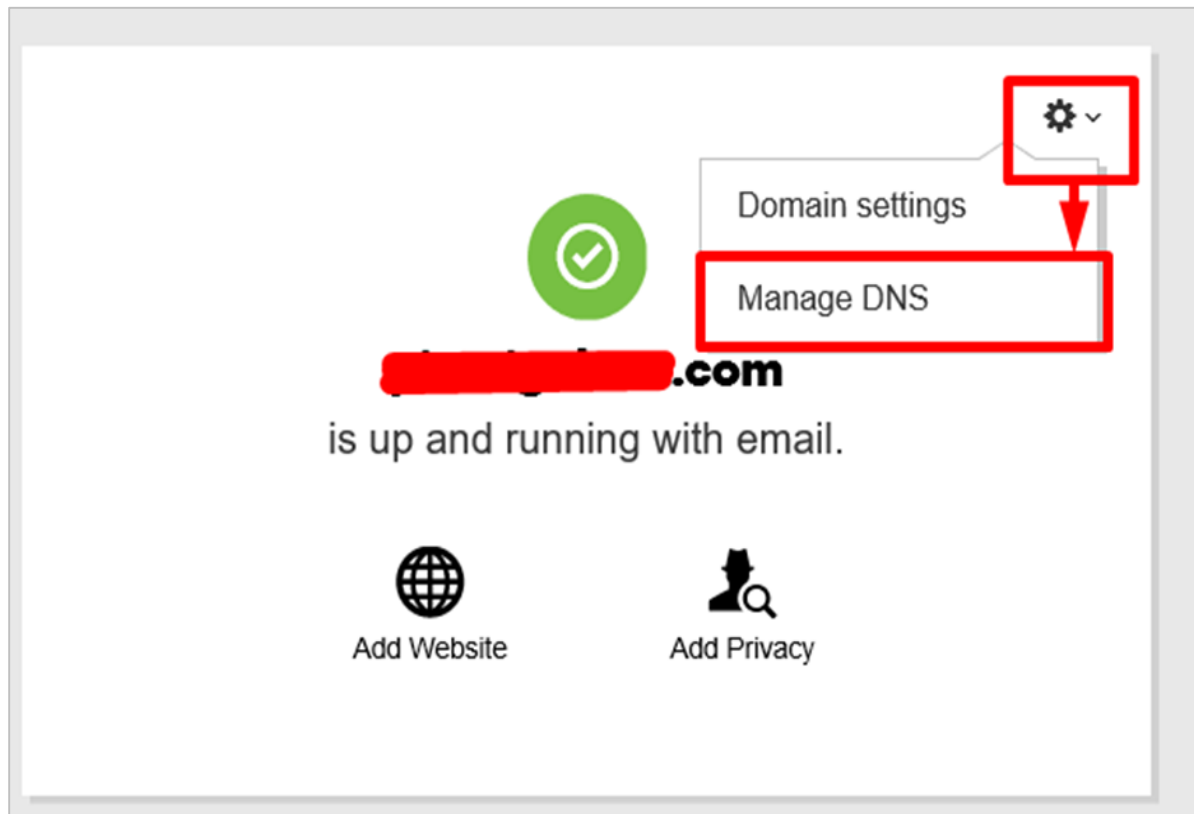 Domain settings
Manage DNS
.com
is up and running with email.
Add Website
Add Privacy